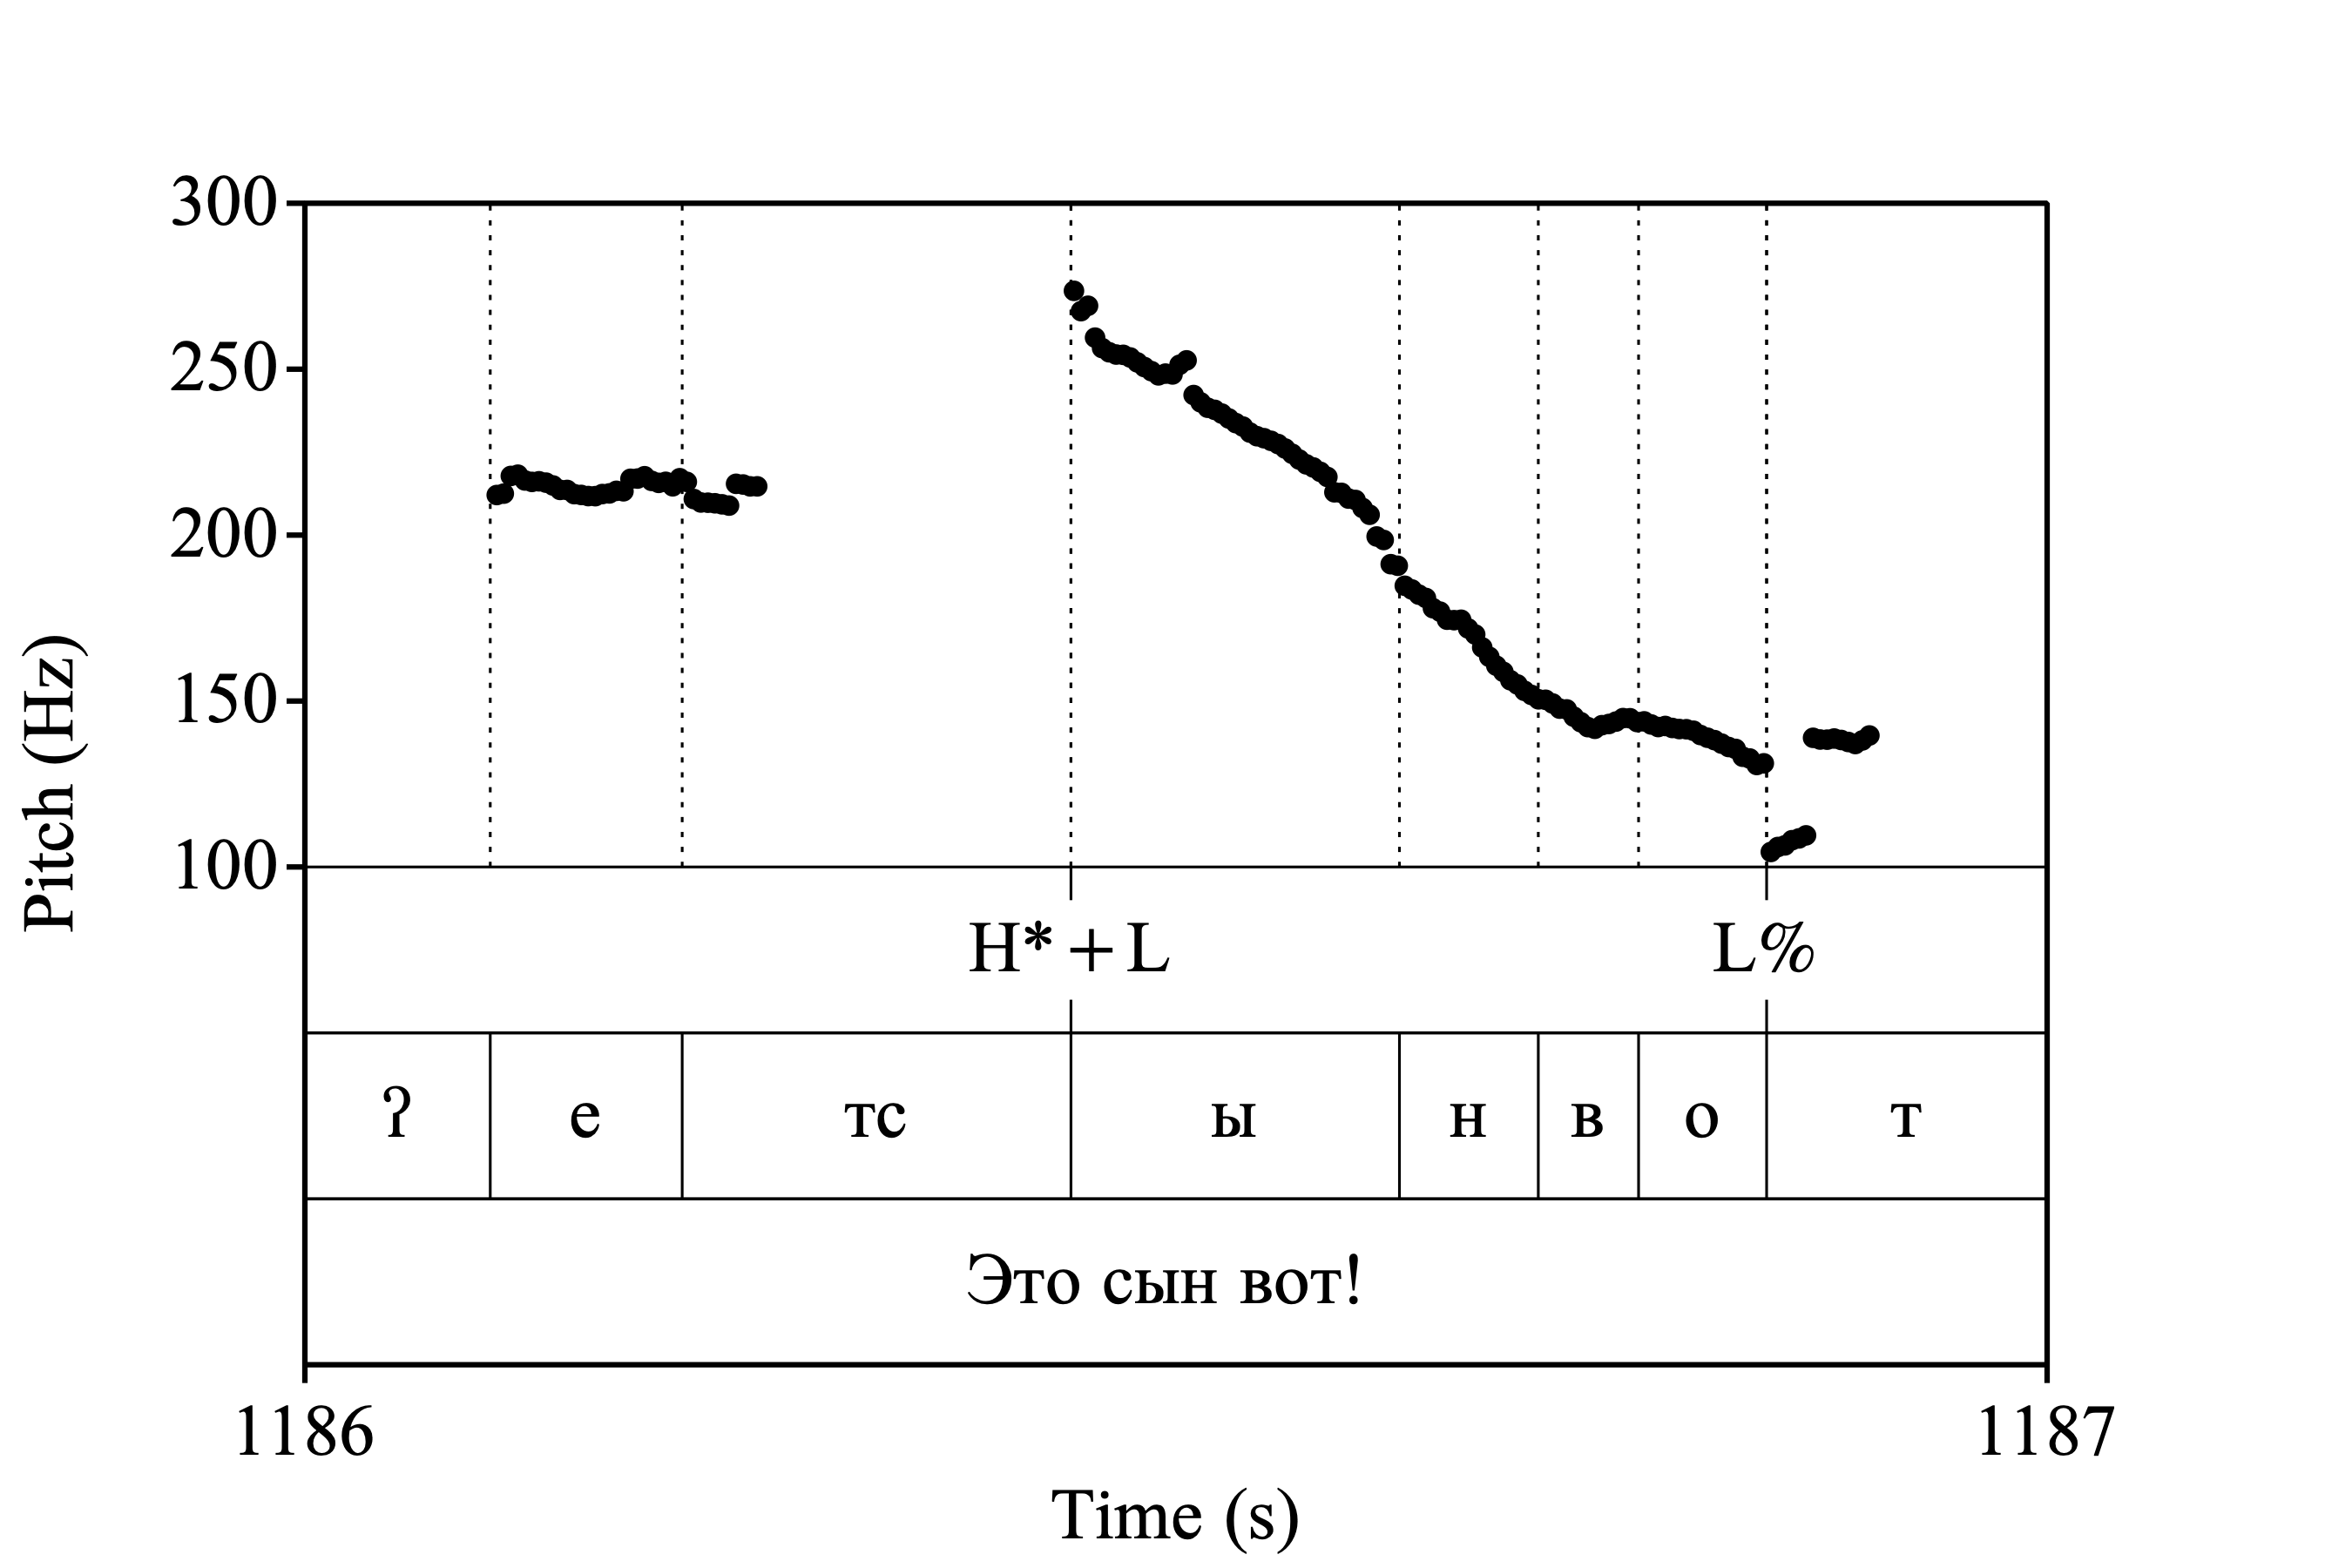 300
250
200
150
100
Pitch (Hz)
H*+L L%
ʔ е тс ы н в о т
Это сын вот!
1186 1187
Time (s)